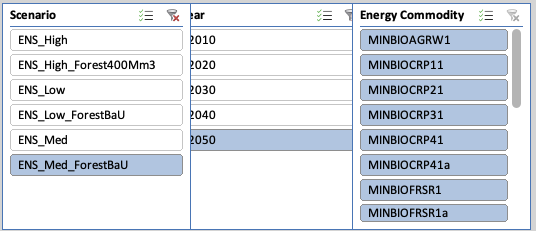 Scenario
ENS_High
ENS_High_Forest400Mm3
ENS_Low
ENS_Low_ForestBaU
ENS_Med
ENS_Med_ForestBaU
ear
2010
2020
2030
2040
2050
Energy Commodity
MINBIOAGRW1
MINBIOCRP11
MINBIOCRP21
MINBIOCRP31
MINBIOCRP41
MINBIOCRP41a
MINBIOFRSR1
MINBIOFRSR1a